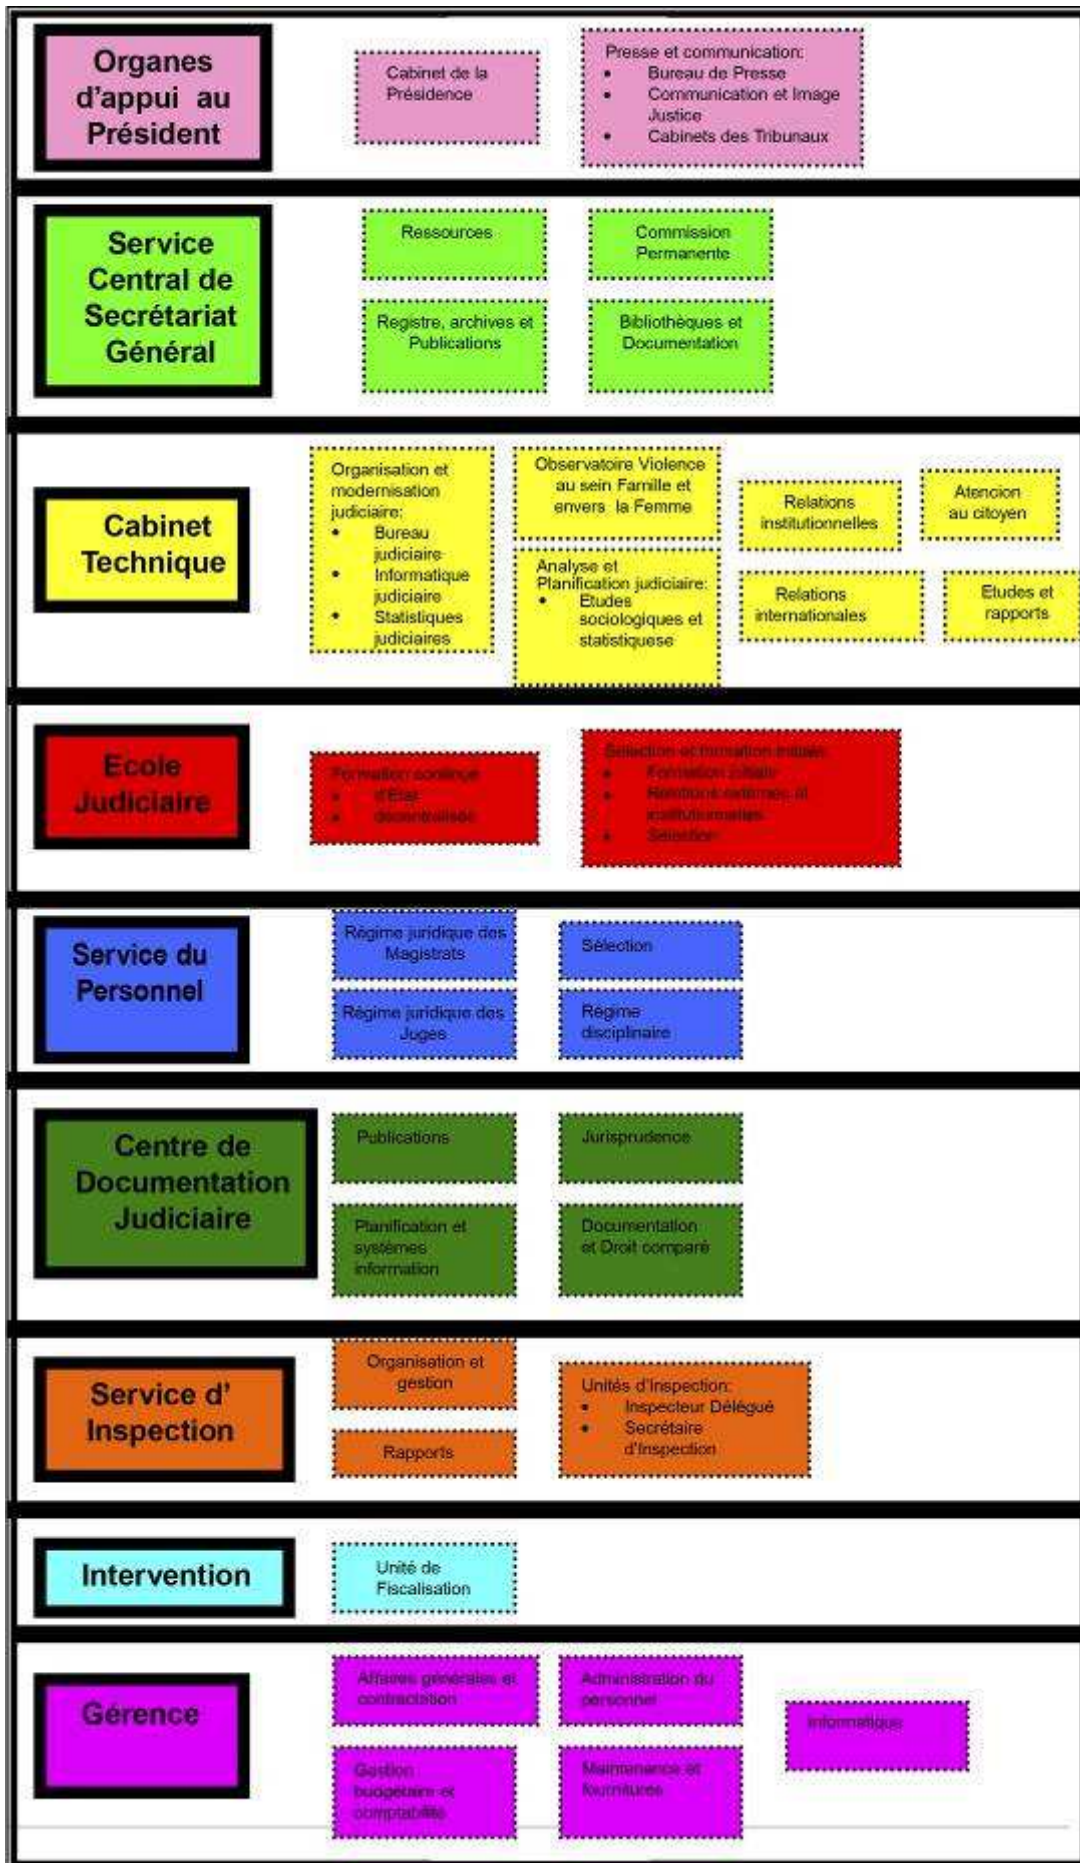 Organes
d'appui au
Président
Cabinet de la
Présidence
Presse et communication:
• Bureau de Presse
• Communication et Image
Justice
• Cabinets des Tribunaux
Service
Central de
Secrétariat
Général
Ressources
Commission
Permanente
Registre, archives et
Publications
Bibliothèques et
Documentation
Cabinet
Technique
Organisation et
modernisation
judiciaire:
• Bureau
judiciaire
• Informatique
judiciaire
• Statistiques
judiciaires
Observatoire Violence
au sein Famille et
envers la Femme
Analyse et
Planification judiciaire:
• Etudes
sociologiques et
statistiquese
Relations
institutionnelles
Atencion
au citoyen
Relations
internationales
Etudes et
rapports
Ecole
Judiciaire
Formation continue
• d'Etat
• décentralisée
Sélection et formation initiale:
• Formation initiale
• Relations externes et
institutionnelles
• Sélection
Service du
Personnel
Régime juridique des
Magistrats
Sélection
Régime juridique des
Juges
Régime
disciplinaire
Centre de
Documentation
Judiciaire
Publications
Jurisprudence
Planification et
systèmes
information
Documentation
et Droit comparé
Service d'
Inspection
Organisation et
gestion
Rapports
Unités d'Inspection:
• Inspecteur Délégué
• Secrétaire
d'Inspection
Intervention
Unité de
Fiscalisation
Gérence
Affaires générales et
contractation
Administration du
personnel
Informatique
Gestion
budgétaire et
comptabilité
Maintenance et
fournitures